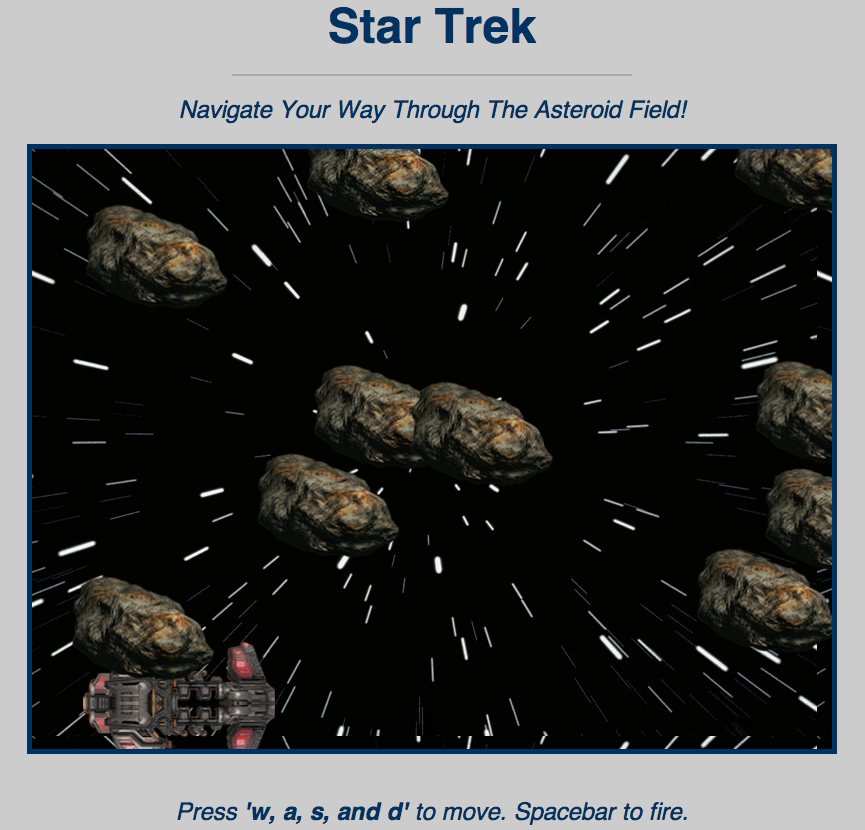 Star Trek
Navigate Your Way Through The Asteroid Field!
Press 'w, a, s, and d' to move. Spacebar to fire.